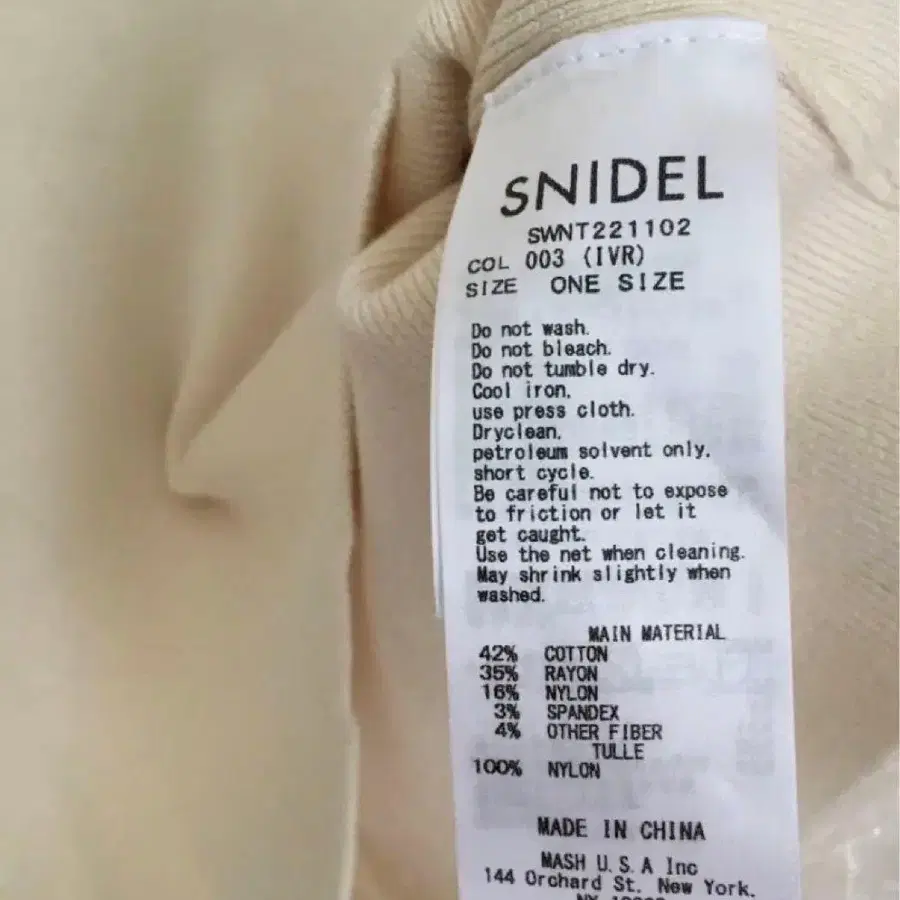 SNIDEL
SWNT221102
COL 003 (IVR)
SIZE ONE SIZE
Do not wash.
Do not bleach.
Do not tumble dry.
Cool iron,
use press cloth.
Dryclean,
petroleum solvent only,
short cycle.
Be careful not to expose
to friction or let it
get caught.
Use the net when cleaning.
May shrink slightly when
washed.
MAIN MATERIAL
42% COTTON
35% RAYON
16% NYLON
3% SPANDEX
4% OTHER FIBER
TULLE
100% NYLON
MADE IN CHINA
MASH U.S.A Inc
144 Orchard St. New York.